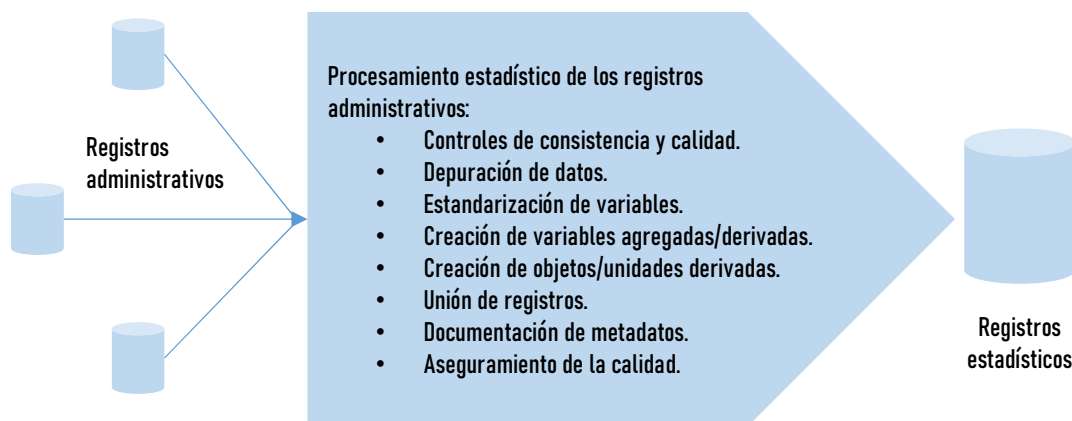 Registros
administrativos
Procesamiento estadístico de los registros
administrativos:
• Controles de consistencia y calidad.
• Depuración de datos.
• Estandarización de variables.
• Creación de variables agregadas/derivadas.
• Creación de objetos/unidades derivadas.
• Unión de registros.
• Documentación de metadatos.
• Aseguramiento de la calidad.
Registros
estadísticos